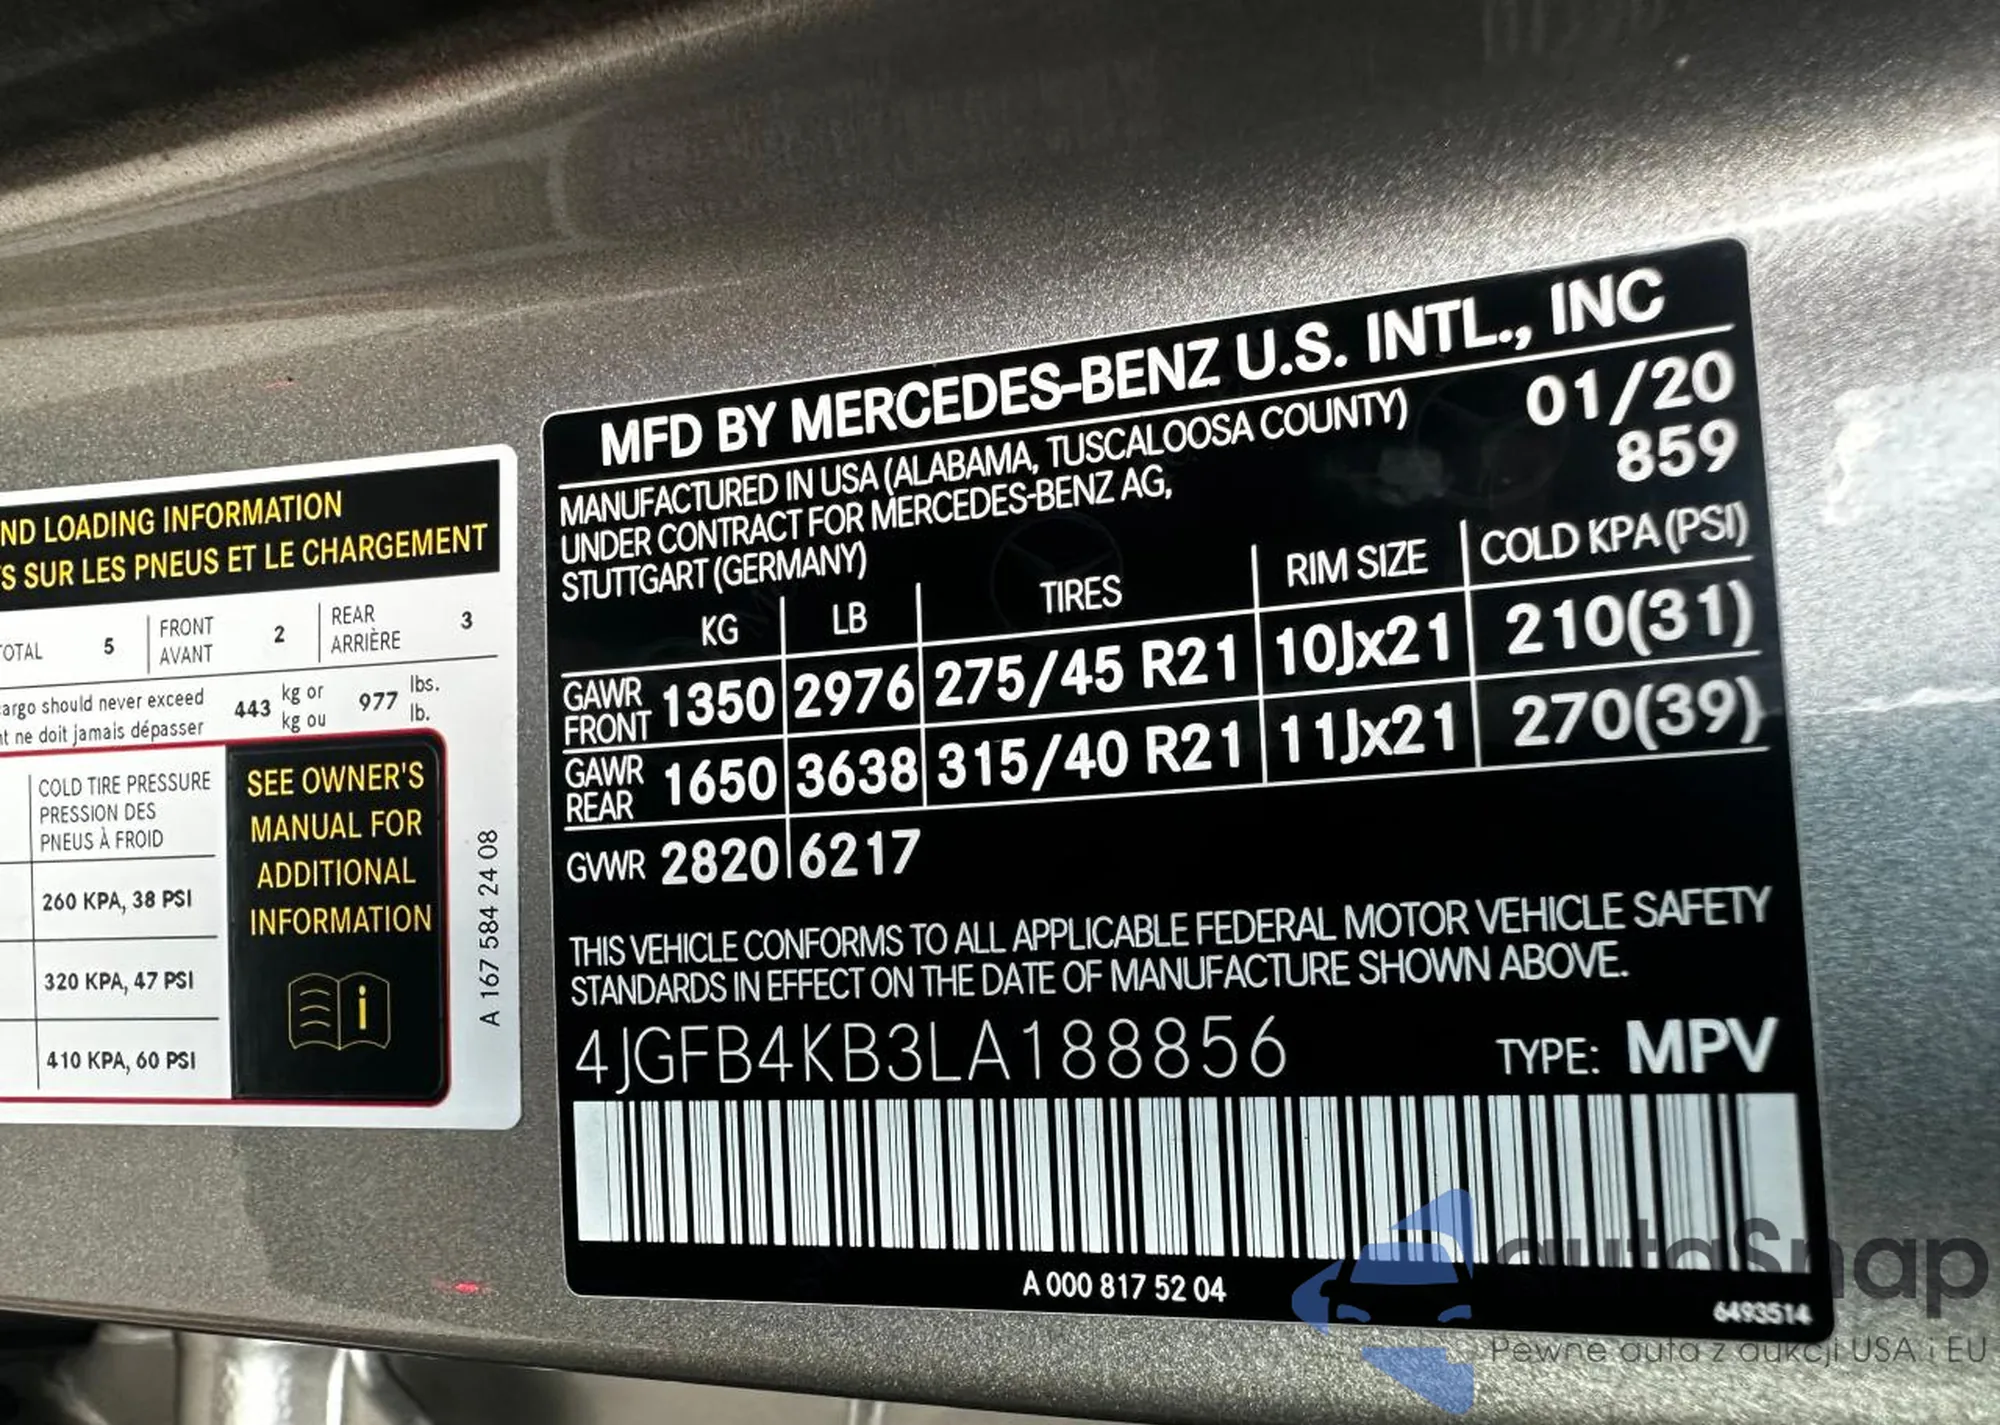 ND LOADING INFORMATION
S SUR LES PNEUS ET LE CHARGEMENT
OTAL 5 FRONT AVANT 2 REAR ARRIÈRE 3
argo should never exceed 443 kg or 977 lbs.
nt ne doit jamais dépasser kg ou lb.
COLD TIRE PRESSURE
PRESSION DES
PNEUS À FROID
260 KPA, 38 PSI
320 KPA, 47 PSI
410 KPA, 60 PSI
SEE OWNER'S
MANUAL FOR
ADDITIONAL
INFORMATION
i
A 167 584 24 08
MFD BY MERCEDES-BENZ U.S. INTL., INC
MANUFACTURED IN USA (ALABAMA, TUSCALOOSA COUNTY) 01/20
UNDER CONTRACT FOR MERCEDES-BENZ AG, 859
STUTTGART (GERMANY)
KG LB TIRES RIM SIZE COLD KPA (PSI)
GAWR FRONT 1350 2976 275/45 R21 10Jx21 210(31)
GAWR REAR 1650 3638 315/40 R21 11Jx21 270(39)
GVWR 2820 6217
THIS VEHICLE CONFORMS TO ALL APPLICABLE FEDERAL MOTOR VEHICLE SAFETY
STANDARDS IN EFFECT ON THE DATE OF MANUFACTURE SHOWN ABOVE.
4JGFB4KB3LA188856 TYPE: MPV
A 000 817 52 04
6493514
autaSnap
Pewne auta z aukcji USA i EU